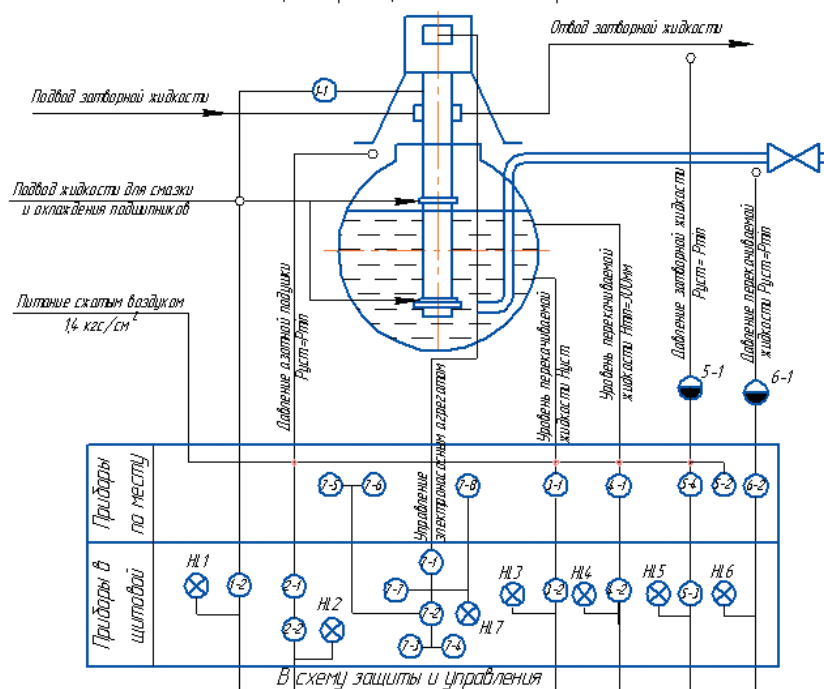 Отвод затворной жидкости
Подвод затворной жидкости
1-1
Подвод жидкости для смазки
и охлаждения подшипников
Питание сжатым воздухом
1,4 кгс/см²
Давление азотной подушки
Pуст=Pmin
Управление
электронасосным агрегатом
Уровень перекачиваемой
жидкости Hуст
Уровень перекачиваемой
жидкости Hmin=300мм
Давление затворной жидкости
Pуст= Pmin
Давление перекачиваемой
жидкости Pуст=Pmin
5-1
6-1
Приборы
по месту
7-5
7-6
7-8
3-1
4-1
5-4
5-2
6-2
Приборы в
щитовой
HL1
1-2
2-1
2-2
HL2
7-1
7-7
7-2
7-3
7-4
HL7
HL3
3-2
HL4
4-2
HL5
5-3
HL6
В схему защиты и управления